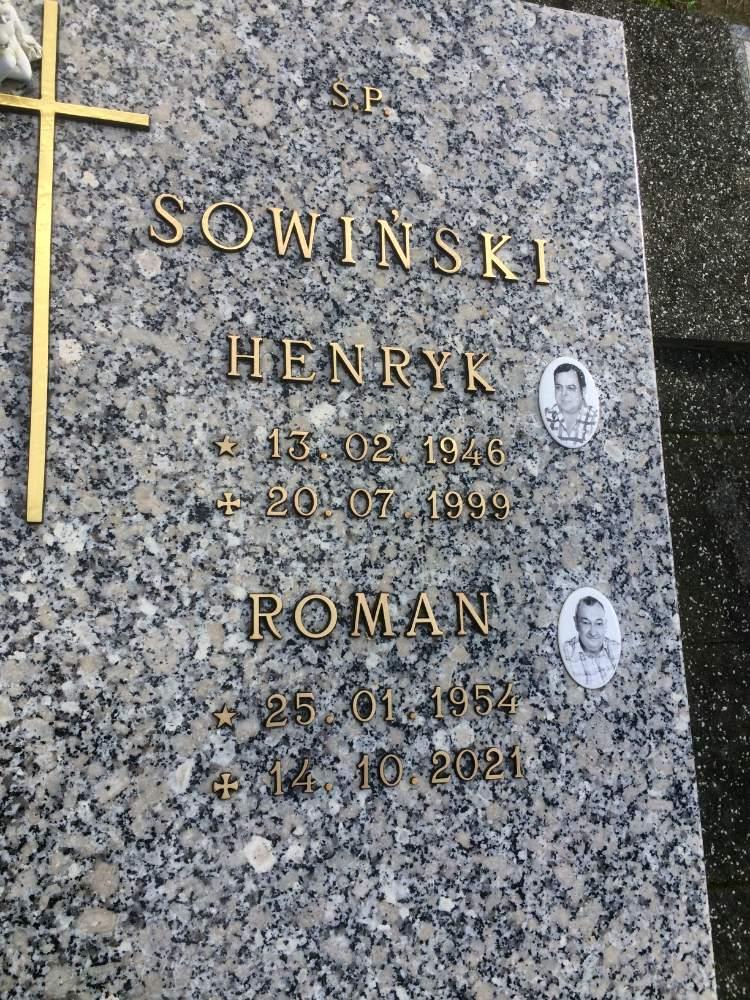 Ś.P.
SOWIŃSKI
HENRYK
13.02.1946
20.07.1999
ROMAN
25.01.1954
14.10.2021